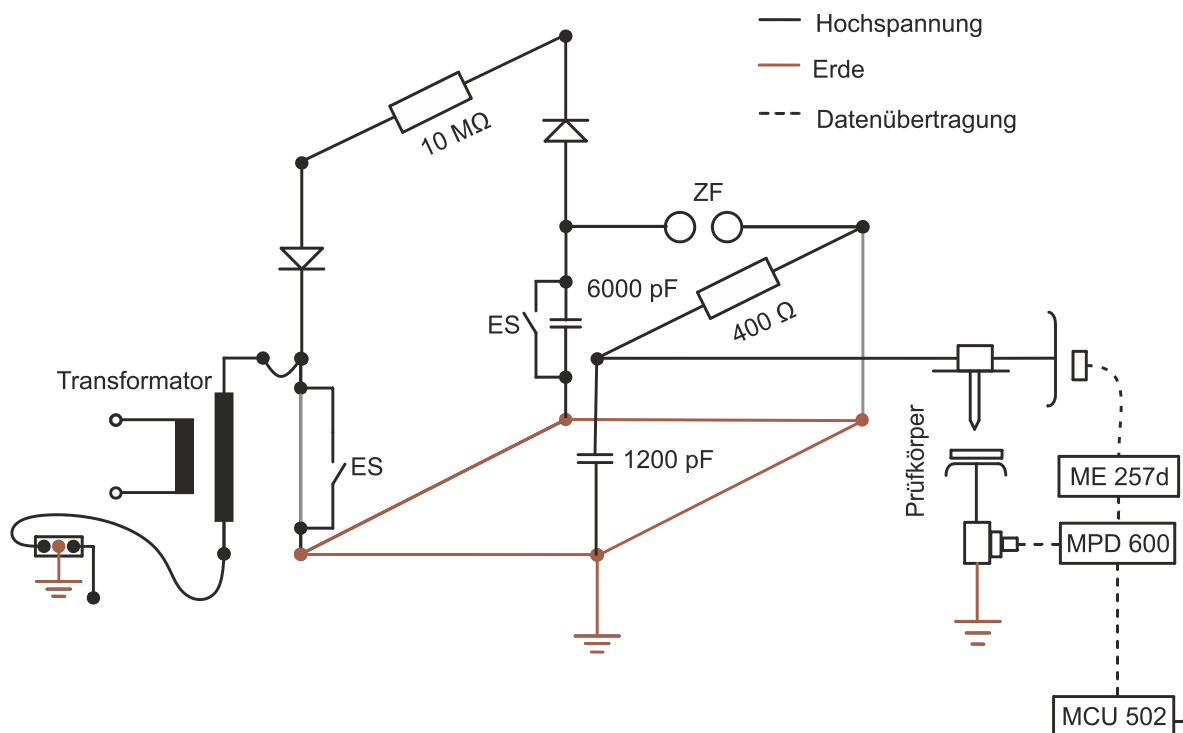 Hochspannung
Erde
Datenübertragung
10 MΩ
ZF
6000 pF
ES
400 Ω
Transformator
ES
1200 pF
Prüfkörper
ME 257d
MPD 600
MCU 502